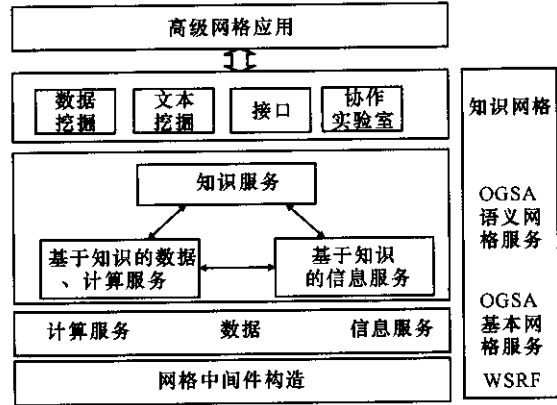 高级网格应用
数据
挖掘
文本
挖掘
接口
协作
实验室
知识服务
基于知识的数据
、计算服务
基于知识
的信息服务
计算服务 数据 信息服务
网格中间件构造
知识网格
OGSA
语义网
格服务
OGSA
基本网
格服务
WSRF